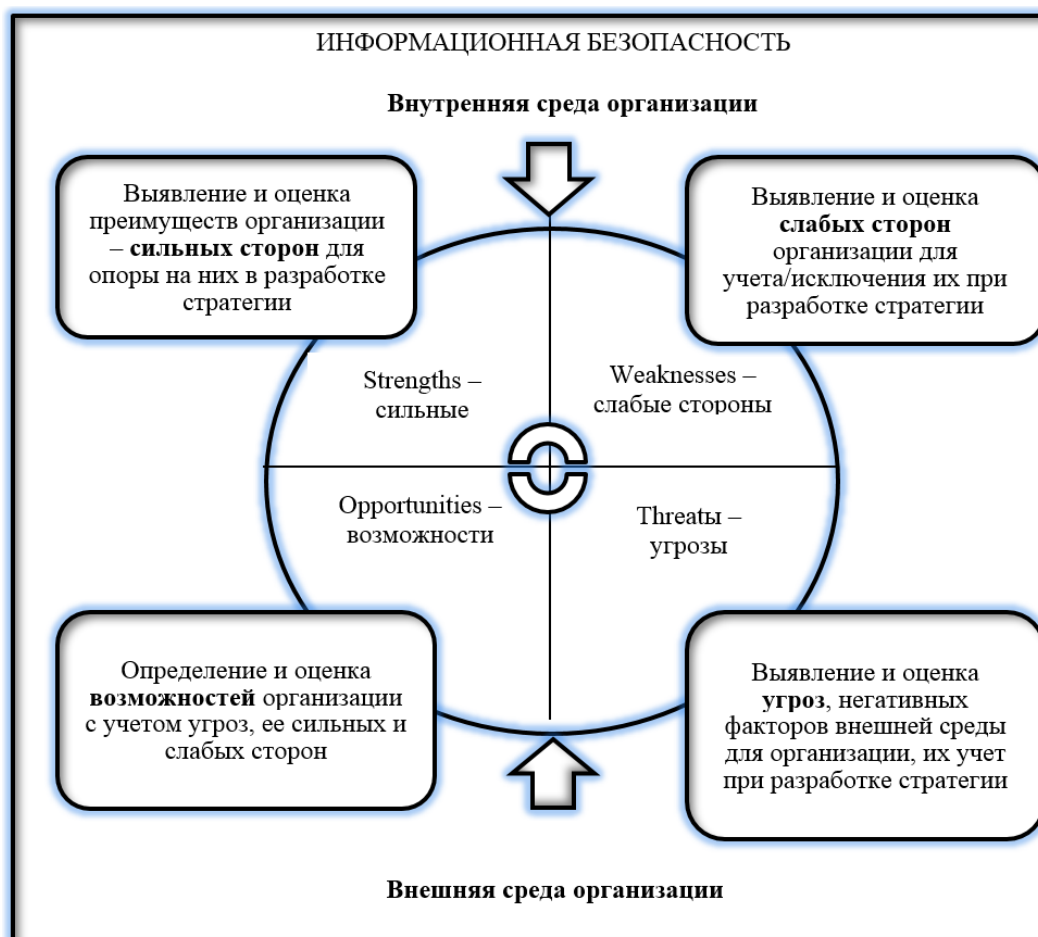 ИНФОРМАЦИОННАЯ БЕЗОПАСНОСТЬ
Внутренняя среда организации
Выявление и оценка
преимуществ организации
– сильных сторон для
опоры на них в разработке
стратегии
Выявление и оценка
слабых сторон
организации для
учета/исключения их при
разработке стратегии
Strengths –
сильные
Weaknesses –
слабые стороны
Opportunities –
возможности
Threatы –
угрозы
Определение и оценка
возможностей организации
с учетом угроз, ее сильных и
слабых сторон
Выявление и оценка
угроз, негативных
факторов внешней среды
для организации, их учет
при разработке стратегии
Внешняя среда организации